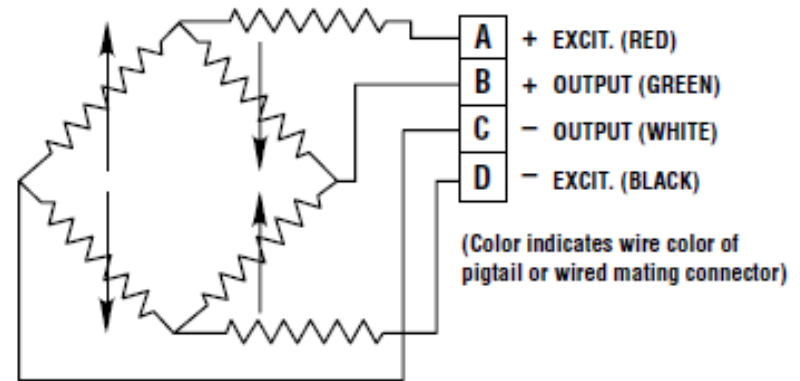 A + EXCIT. (RED)
B + OUTPUT (GREEN)
C − OUTPUT (WHITE)
D − EXCIT. (BLACK)
(Color indicates wire color of
pigtail or wired mating connector)